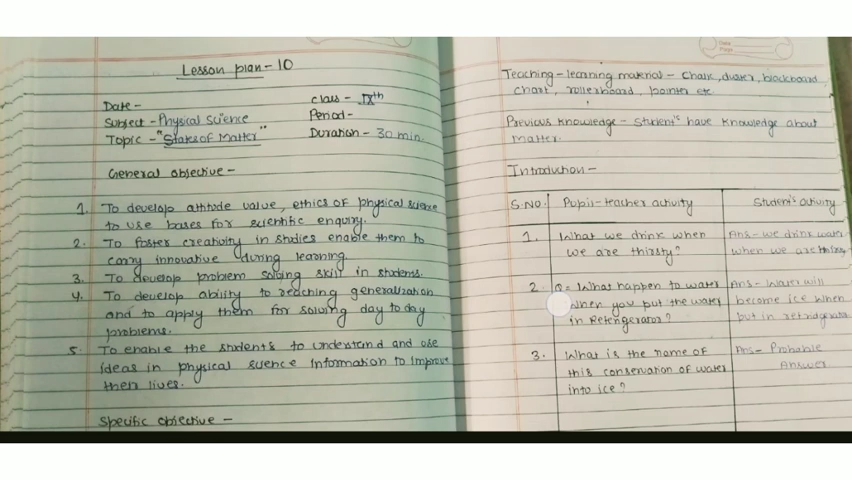 Lesson plan - 10
Date -
Class - IXth
Subject - Physical Science
Period -
Topic - "States of Matter"
Duration - 30 min.
General objective -
1. To develop attitude value, ethics of physical science
to use bases for scientific enquiry.
2. To foster creativity in studies enable them to
carry innovative during learning.
3. To develop problem solving skill in students.
4. To develop ability to reaching generalization
and to apply them for solving day to day
problems.
5. To enable the students to understand and use
ideas in physical science information to improve
their lives.
Specific objective -
Date
Page
Teaching - learning material - Chalk, duster, blackboard,
chart, rollerboard, pointer etc.
Previous knowledge - Student's have knowledge about
matter.
Introduction -
S.NO. Pupil-teacher activity Student's activity
1. What we drink when Ans - we drink water
we are thirsty? when we are thirsty
2. Q = What happen to water Ans - Water will
when you put the water become ice when
in Refrigerator? put in refridgerator
3. What is the name of Ans - Probable
this conservation of water Answer
into ice?